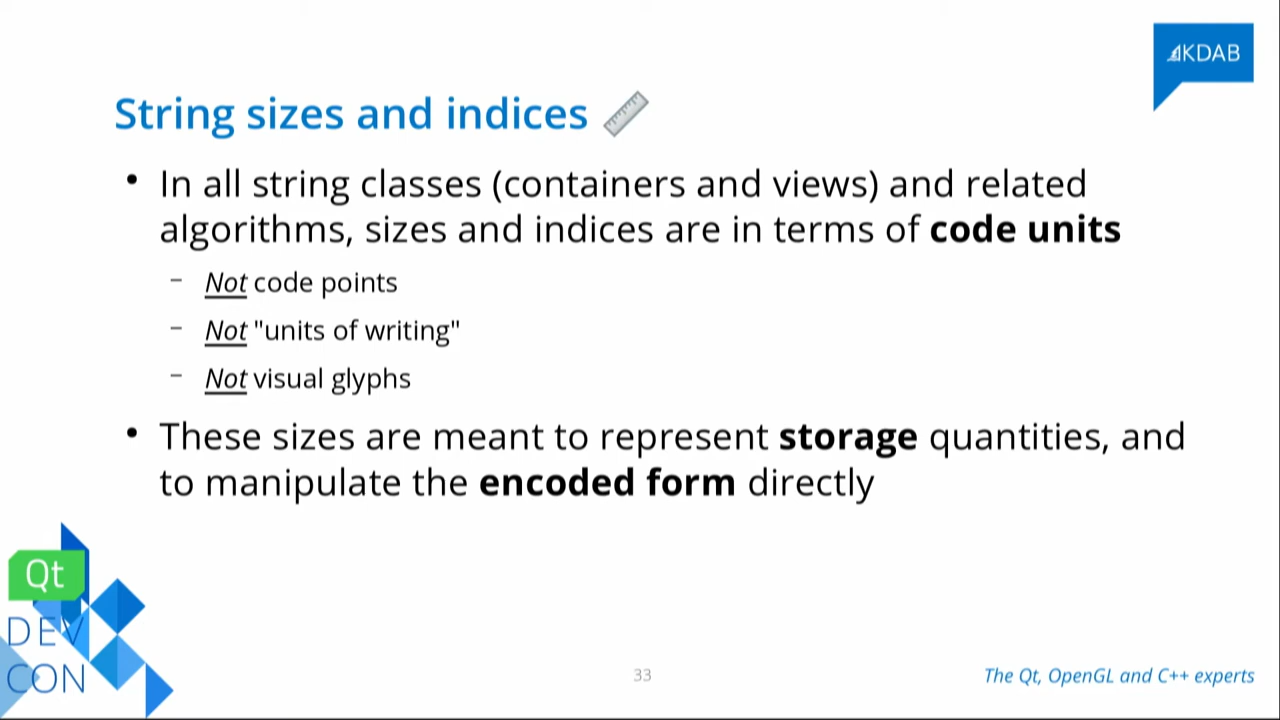 KDAB
String sizes and indices
• In all string classes (containers and views) and related
algorithms, sizes and indices are in terms of code units
– Not code points
– Not "units of writing"
– Not visual glyphs
• These sizes are meant to represent storage quantities, and
to manipulate the encoded form directly
Qt
DEV
CON
33
The Qt, OpenGL and C++ experts